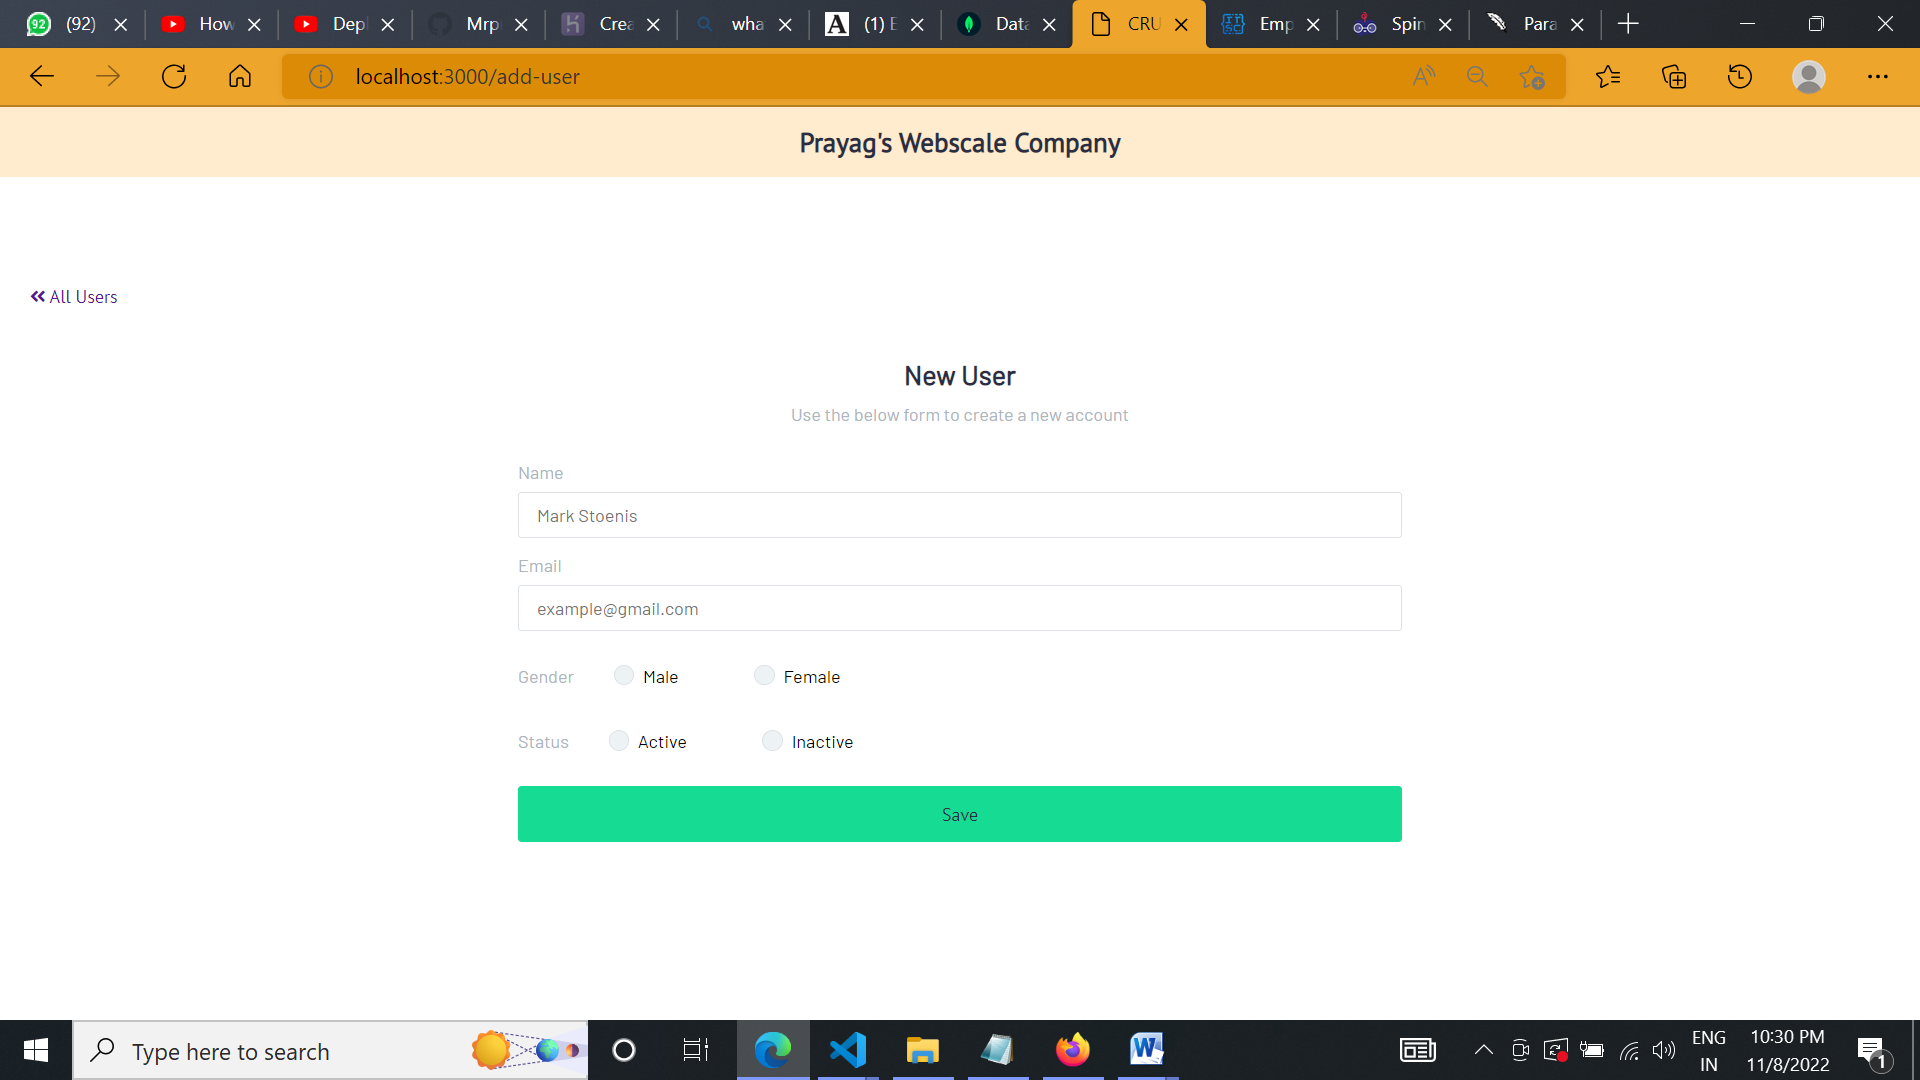 (92) How Depl Mrp Crea wha (1) E Data CRU Emp Spin Para
localhost:3000/add-user
Prayag's Webscale Company
All Users
New User
Use the below form to create a new account
Name
Mark Stoenis
Email
example@gmail.com
Gender Male Female
Status Active Inactive
Save
Type here to search
ENG 10:30 PM
IN 11/8/2022
1